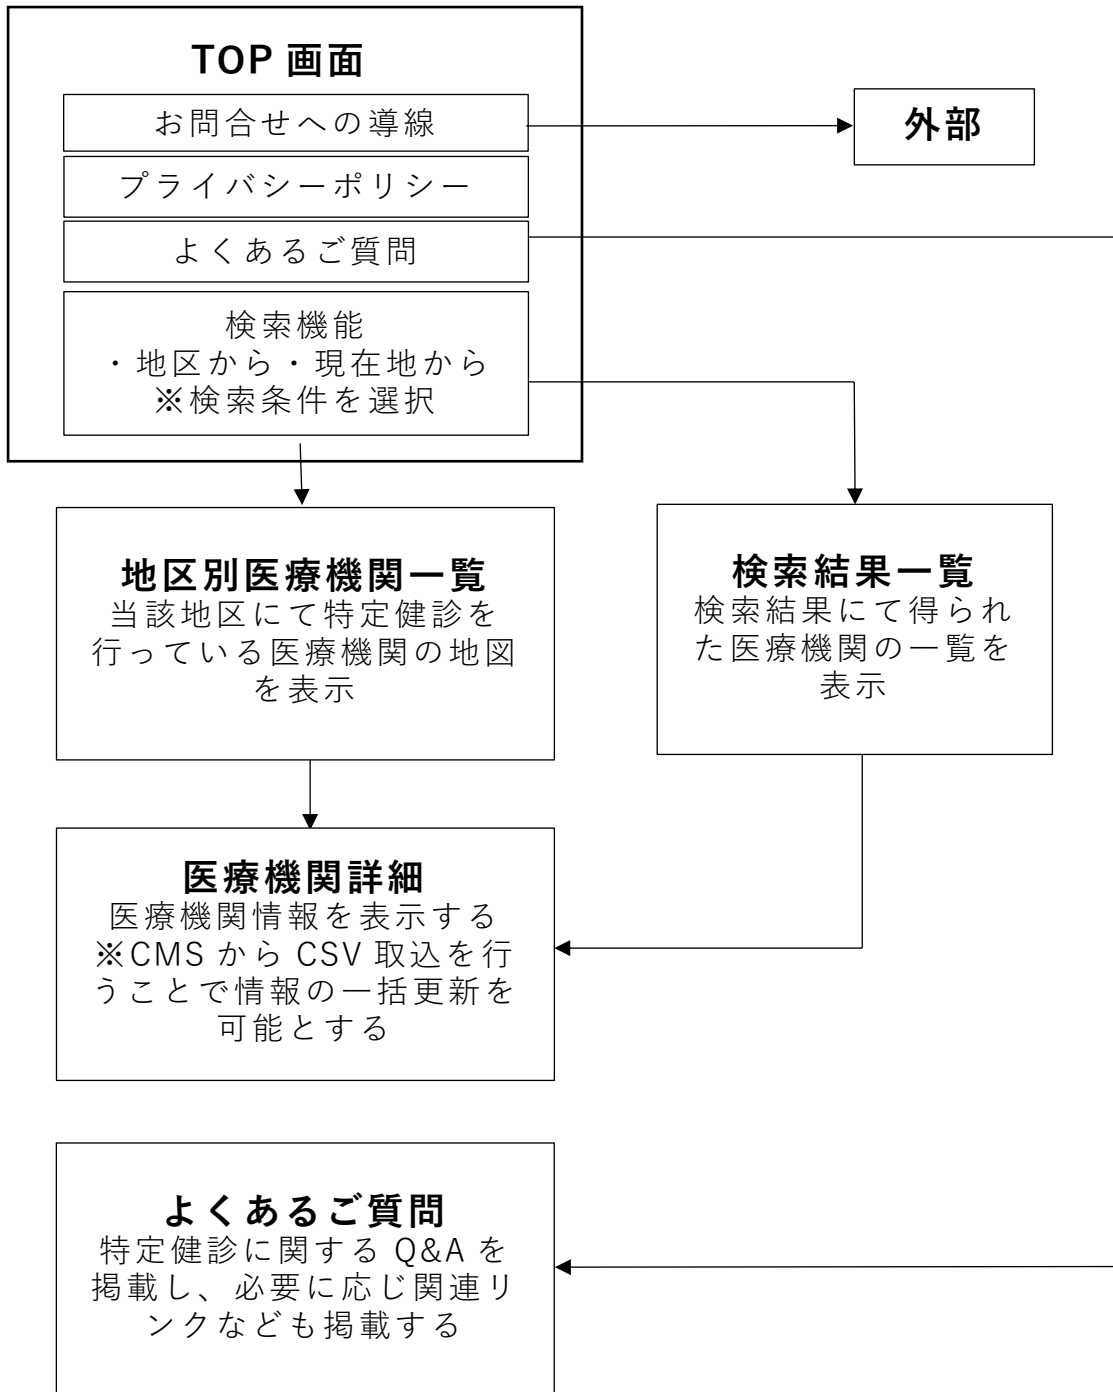 TOP 画面
お問合せへの導線
外部
プライバシーポリシー
よくあるご質問
検索機能
・地区から・現在地から
※検索条件を選択
地区別医療機関一覧
当該地区にて特定健診を
行っている医療機関の地図
を表示
検索結果一覧
検索結果にて得られ
た医療機関の一覧を
表示
医療機関詳細
医療機関情報を表示する
※CMS から CSV 取込を行
うことで情報の一括更新を
可能とする
よくあるご質問
特定健診に関する Q&A を
掲載し、必要に応じ関連リ
ンクなども掲載する